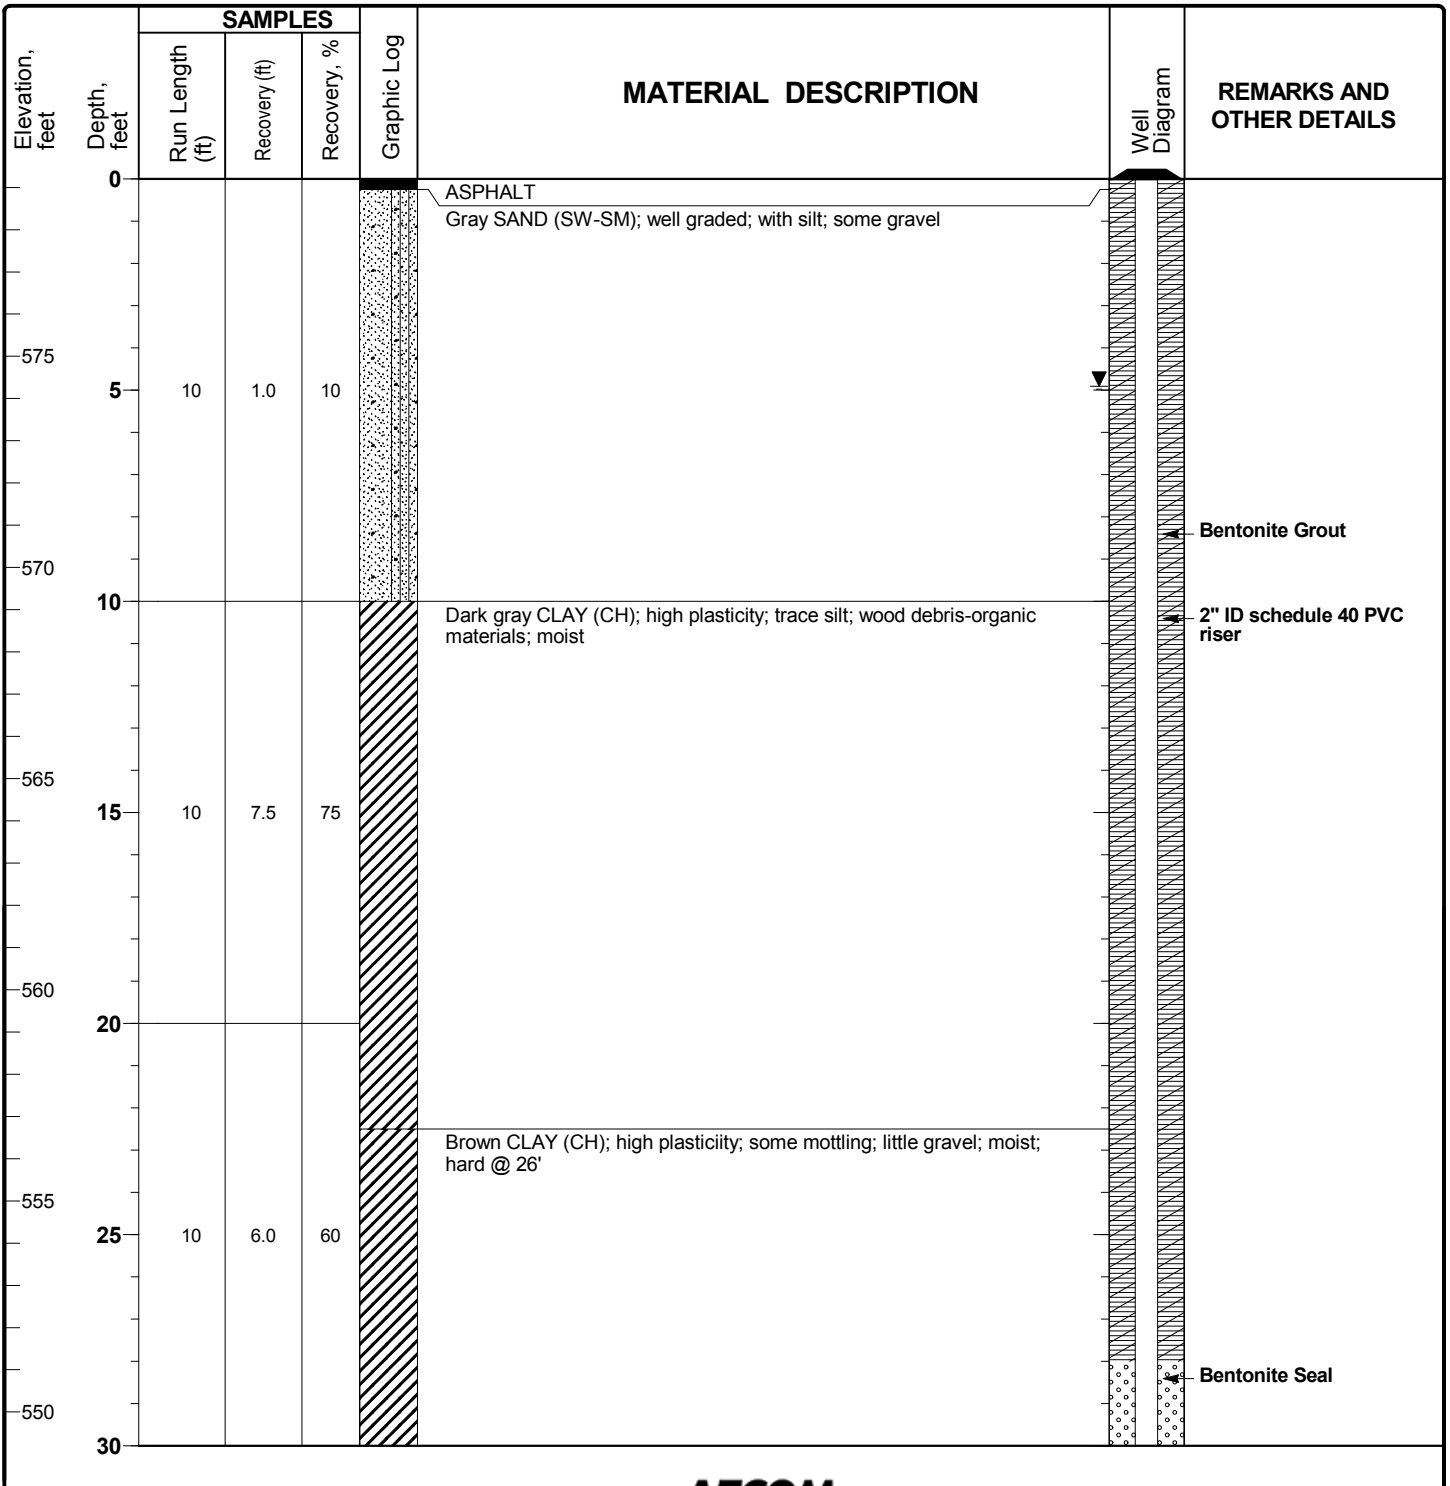 SAMPLES
Elevation,
feet
Depth,
feet
Run Length
(ft)
Recovery (ft)
Recovery, %
Graphic Log
MATERIAL DESCRIPTION
Well
Diagram
REMARKS AND
OTHER DETAILS
0
ASPHALT
Gray SAND (SW-SM); well graded; with silt; some gravel
575
5 10 1.0 10
Bentonite Grout
570
10
Dark gray CLAY (CH); high plasticity; trace silt; wood debris-organic
materials; moist
2" ID schedule 40 PVC
riser
565
15 10 7.5 75
560
20
Brown CLAY (CH); high plasticiity; some mottling; little gravel; moist;
hard @ 26'
555
25 10 6.0 60
Bentonite Seal
550
30